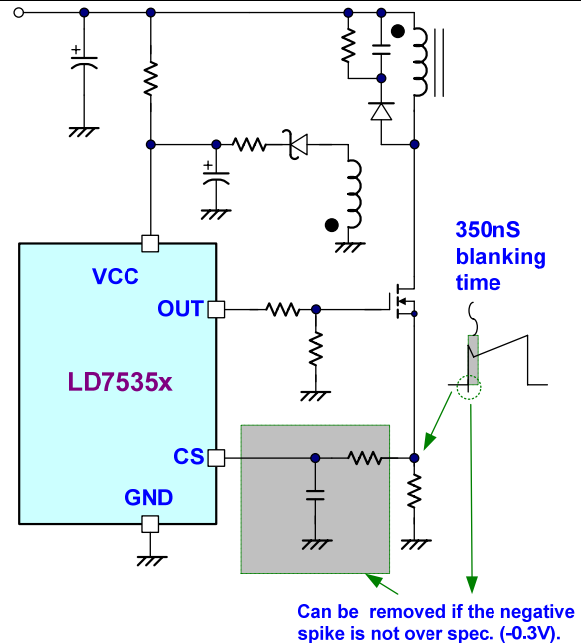 350nS
blanking
time
VCC
OUT
LD7535x
CS
GND
+
+
Can be removed if the negative
spike is not over spec. (-0.3V).